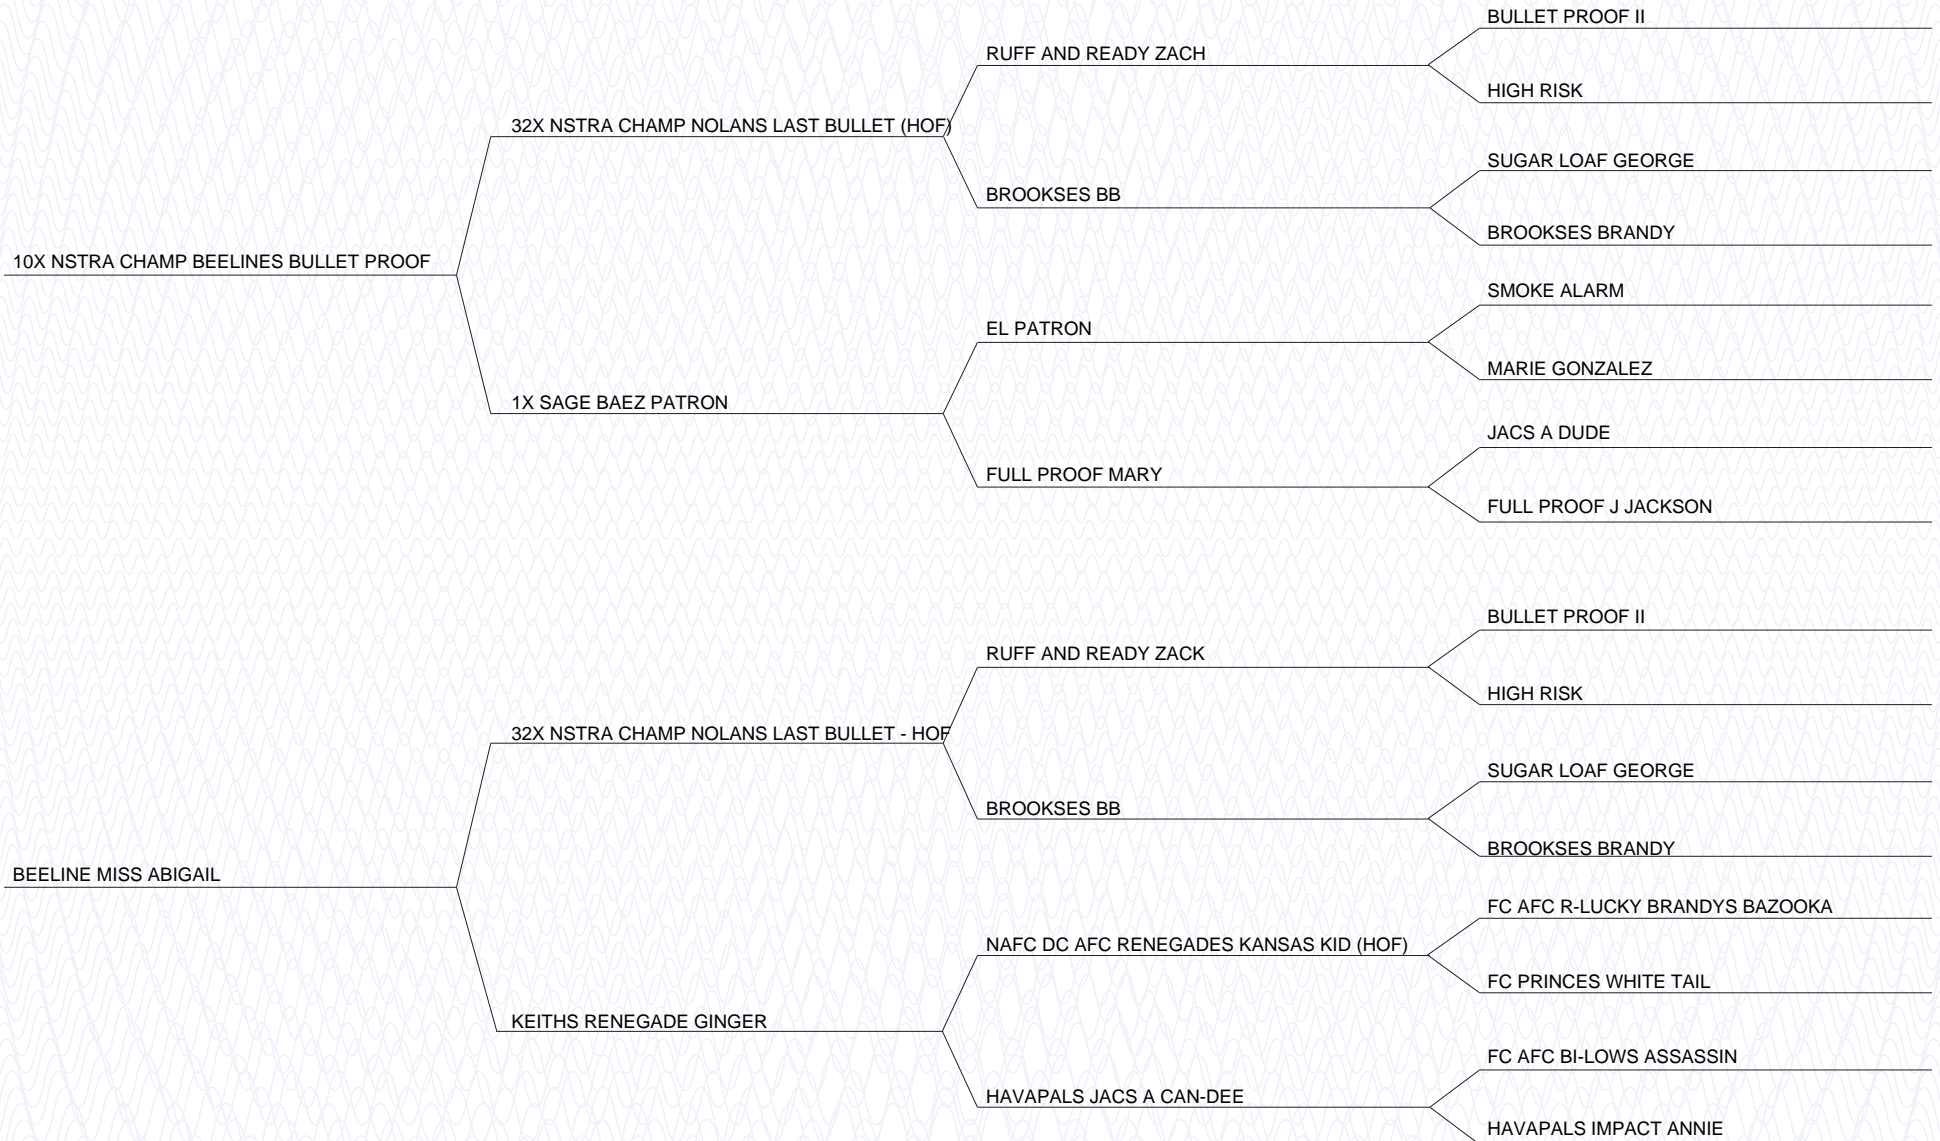 BULLET PROOF II
RUFF AND READY ZACH
HIGH RISK
32X NSTRA CHAMP NOLANS LAST BULLET (HOF)
SUGAR LOAF GEORGE
BROOKSES BB
BROOKSES BRANDY
10X NSTRA CHAMP BEELINES BULLET PROOF
SMOKE ALARM
EL PATRON
MARIE GONZALEZ
1X SAGE BAEZ PATRON
JACS A DUDE
FULL PROOF MARY
FULL PROOF J JACKSON
BULLET PROOF II
RUFF AND READY ZACK
HIGH RISK
32X NSTRA CHAMP NOLANS LAST BULLET - HOF
SUGAR LOAF GEORGE
BROOKSES BB
BROOKSES BRANDY
BEELINE MISS ABIGAIL
FC AFC R-LUCKY BRANDYS BAZOOKA
NAFC DC AFC RENEGADES KANSAS KID (HOF)
FC PRINCES WHITE TAIL
KEITHS RENEGADE GINGER
FC AFC BI-LOWS ASSASSIN
HAVAPALS JACS A CAN-DEE
HAVAPALS IMPACT ANNIE